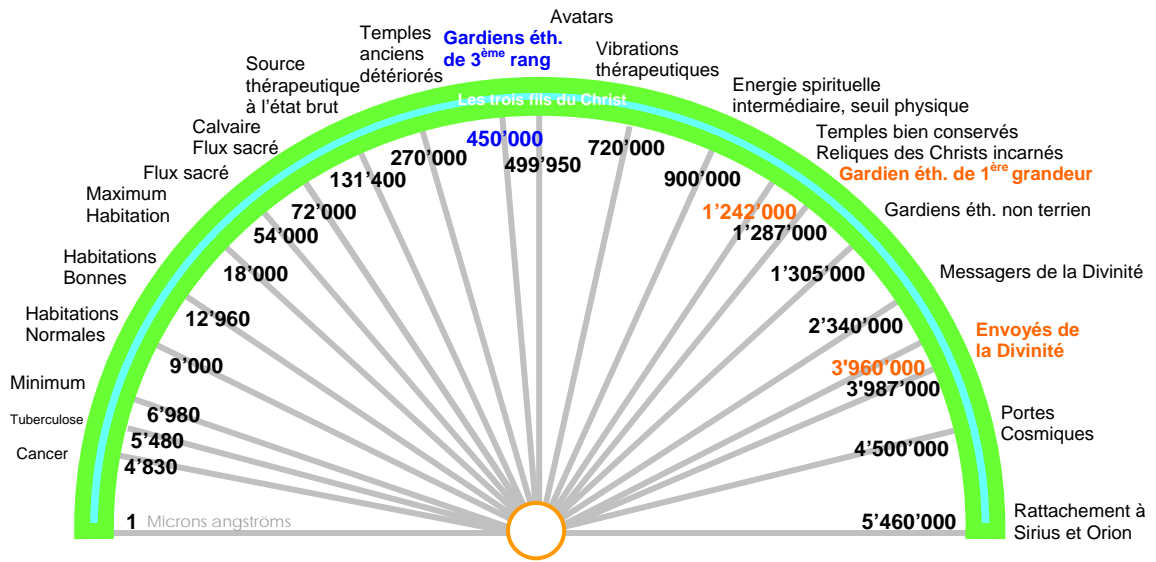 Avatars
Temples
anciens
détériorés
Gardiens éth.
de 3ème rang
Vibrations
thérapeutiques
Source
thérapeutique
à l’état brut
Energie spirituelle
intermédiaire, seuil physique
Les trois fils du Christ
Calvaire
Flux sacré
Temples bien conservés
Reliques des Christs incarnés
Gardien éth. de 1ère grandeur
Flux sacré
Maximum
Habitation
Gardiens éth. non terrien
Habitations
Bonnes
Messagers de la Divinité
Habitations
Normales
Envoyés de
la Divinité
Minimum
Tuberculose
Cancer
Portes
Cosmiques
Rattachement à
Sirius et Orion
1 Microns angströms
4’830
5’480
6’980
9’000
12’960
18’000
54’000
72’000
131’400
270’000
450’000
499’950
720’000
900’000
1’242’000
1’287’000
1’305’000
2’340’000
3'960’000
3’987’000
4’500’000
5’460’000